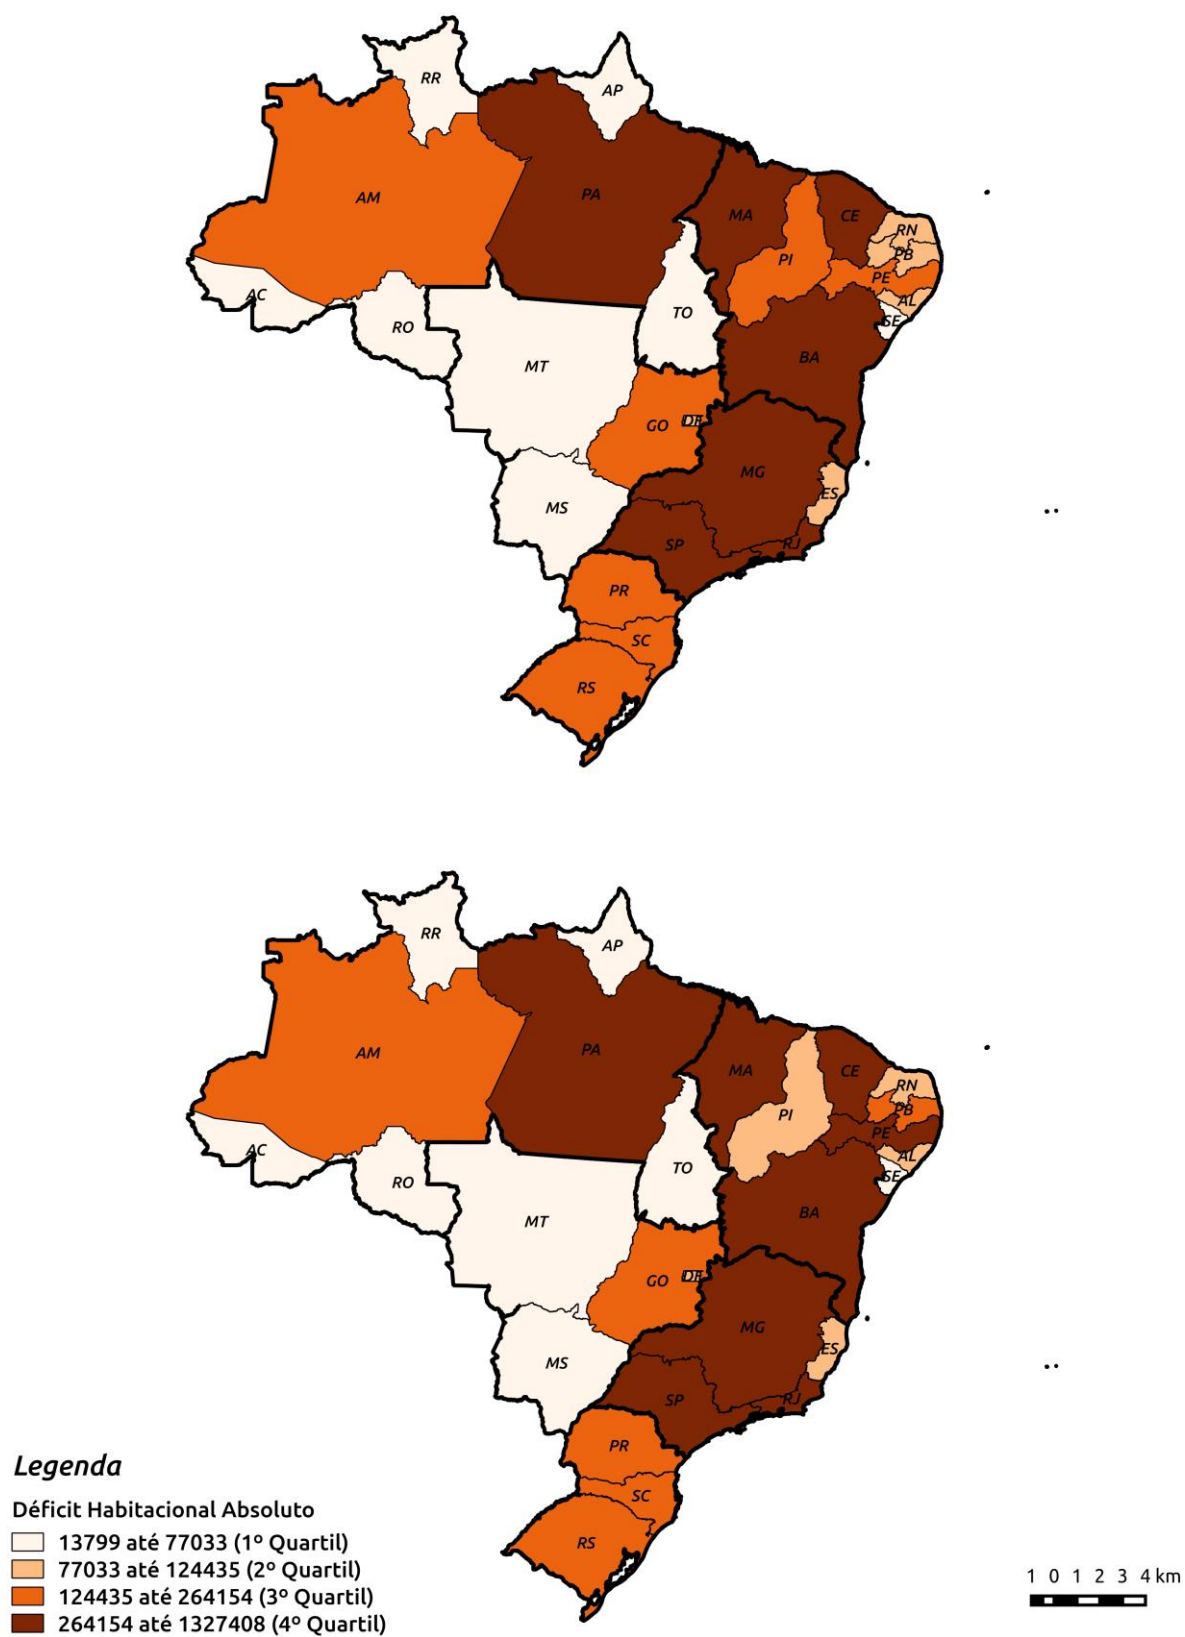 RR
AP
AM
PA
MA
CE
RN
PB
PI
PE
AL
SE
AC
RO
TO
MT
BA
GO
DF
MG
ES
MS
SP
RJ
PR
SC
RS
RR
AP
AM
PA
MA
CE
RN
PB
PI
PE
AL
SE
AC
RO
TO
MT
BA
GO
DF
MG
ES
MS
SP
RJ
PR
SC
RS
Legenda
Déficit Habitacional Absoluto
13799 até 77033 (1º Quartil)
77033 até 124435 (2º Quartil)
124435 até 264154 (3º Quartil)
264154 até 1327408 (4º Quartil)
1 0 1 2 3 4 km